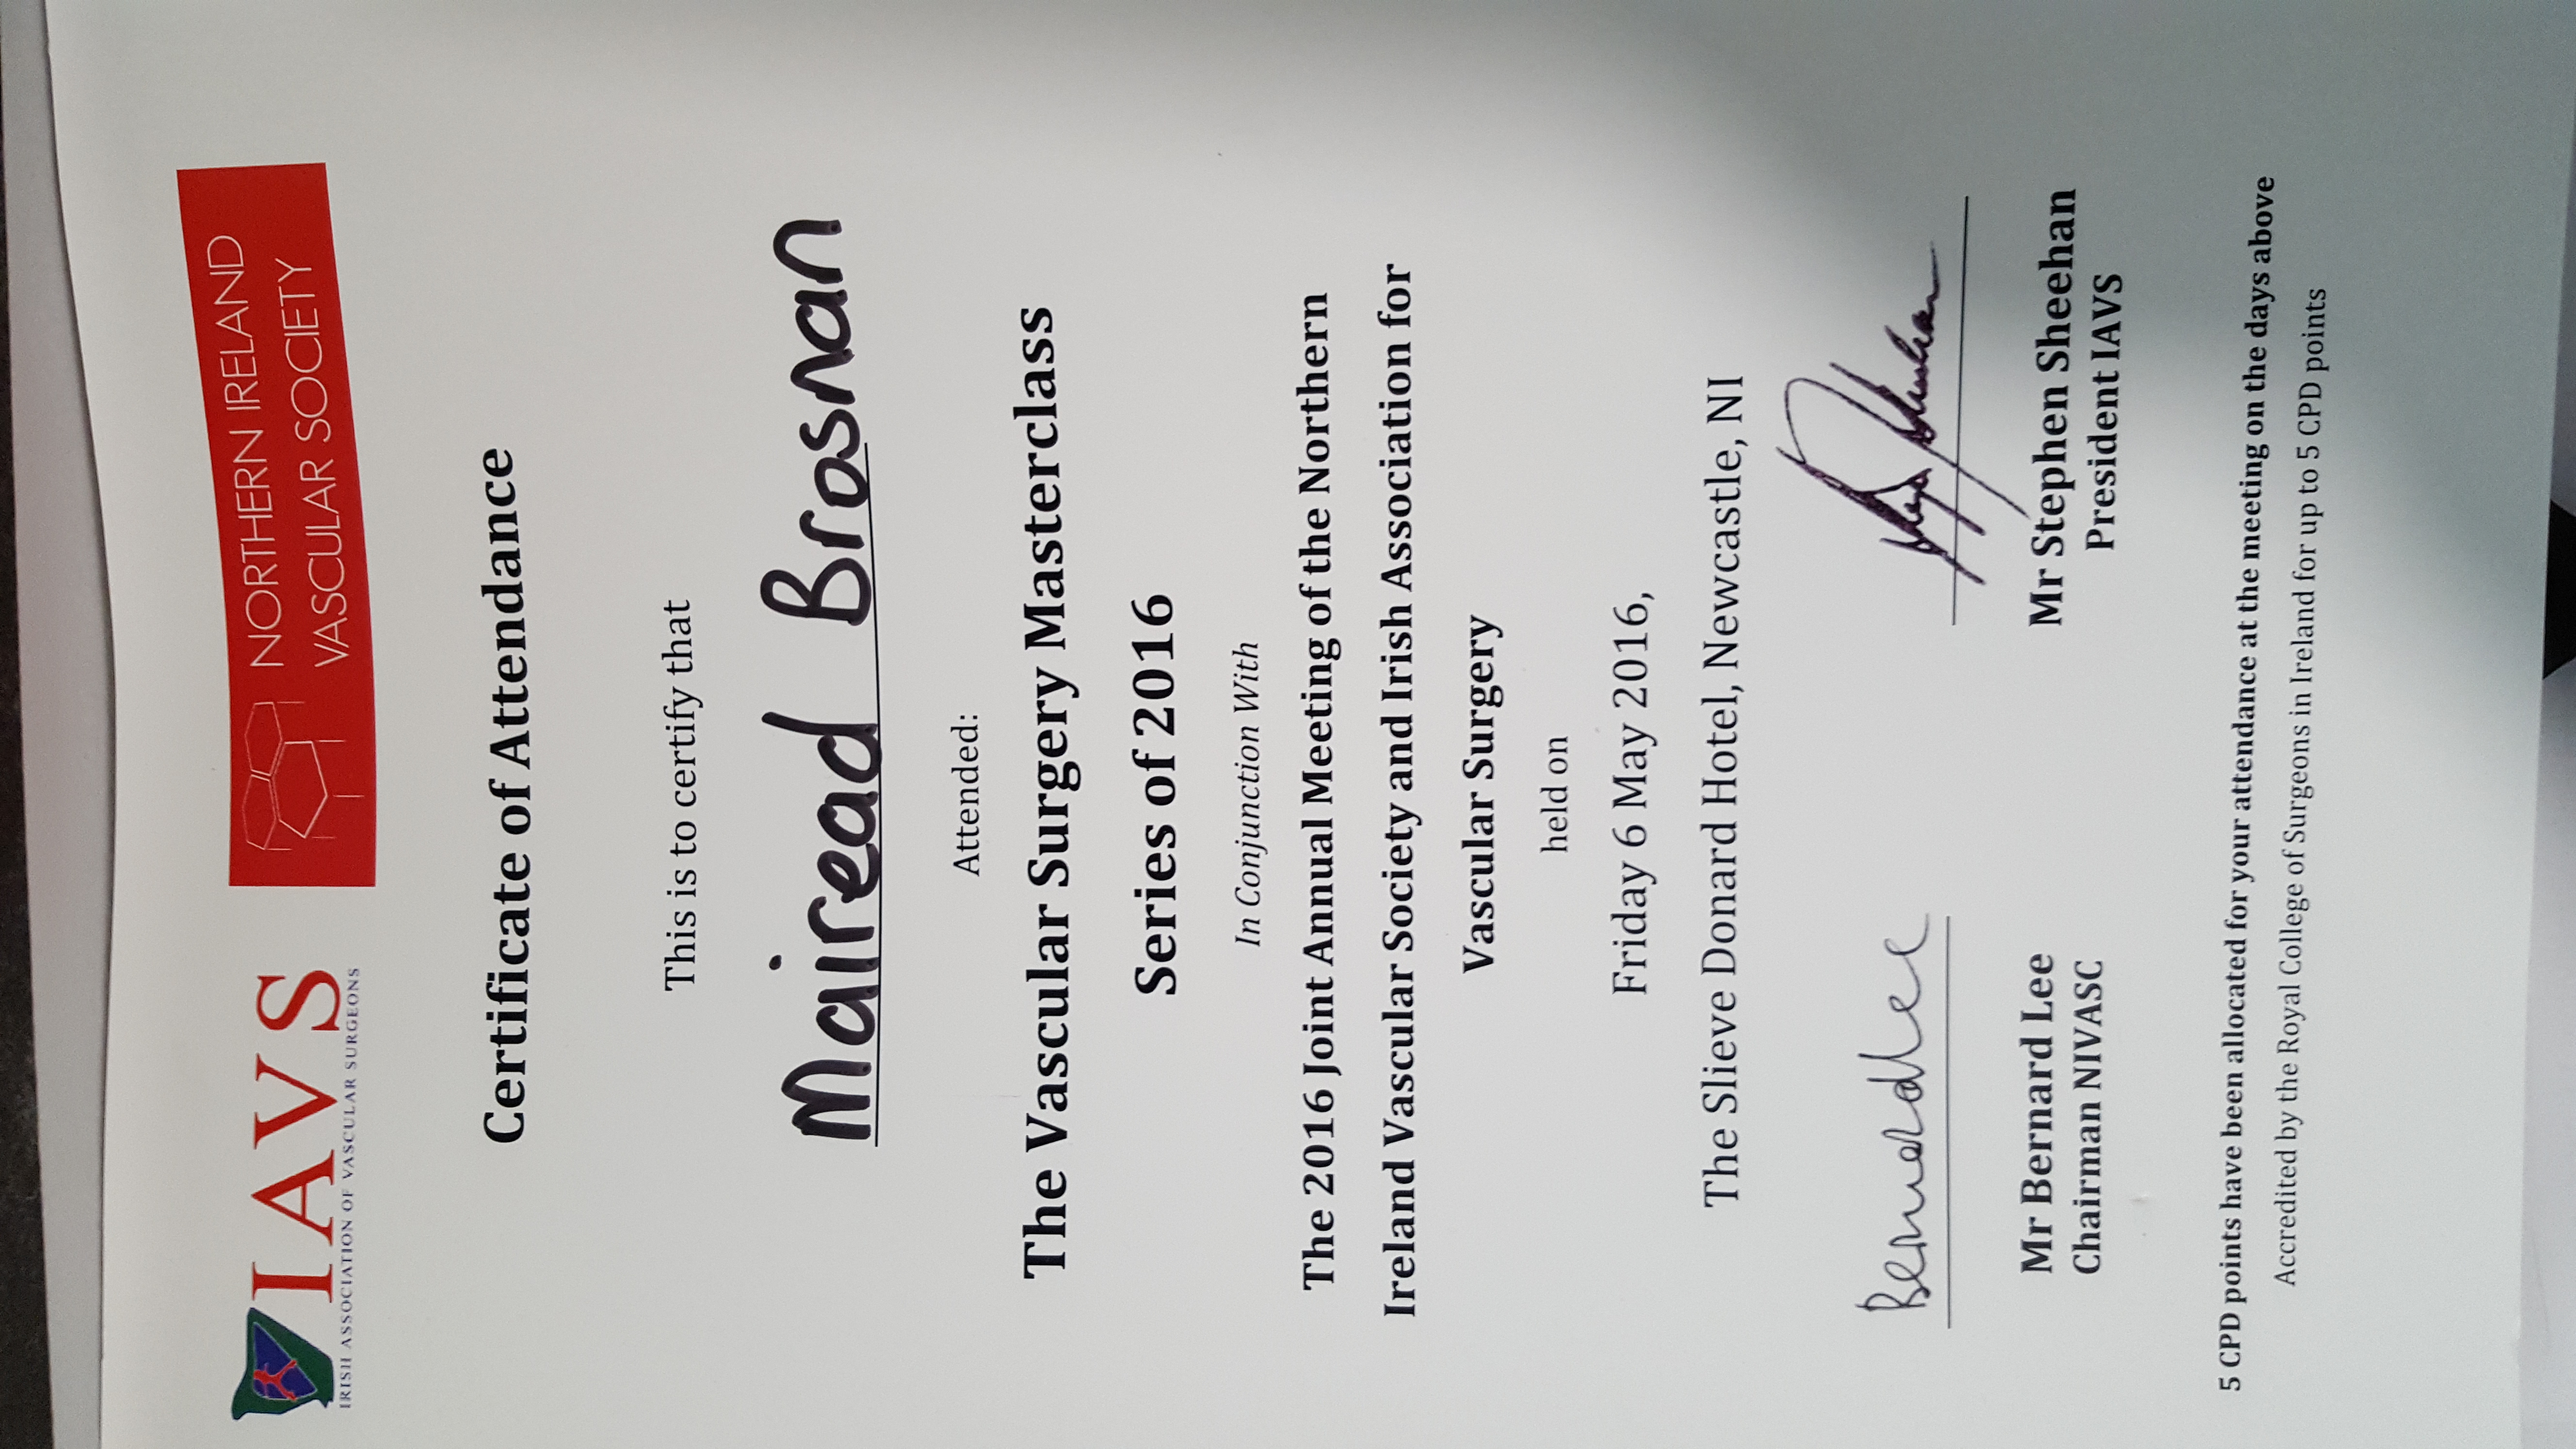 IAVS
IRISH ASSOCIATION OF VASCULAR SURGEONS
NORTHERN IRELAND
VASCULAR SOCIETY
Certificate of Attendance
This is to certify that
Mairead Brosnan
Attended:
The Vascular Surgery Masterclass
Series of 2016
In Conjunction With
The 2016 Joint Annual Meeting of the Northern
Ireland Vascular Society and Irish Association for
Vascular Surgery
held on
Friday 6 May 2016,
The Slieve Donard Hotel, Newcastle, NI
Mr Bernard Lee
Chairman NIVASC
Mr Stephen Sheehan
President IAVS
5 CPD points have been allocated for your attendance at the meeting on the days above
Accredited by the Royal College of Surgeons in Ireland for up to 5 CPD points